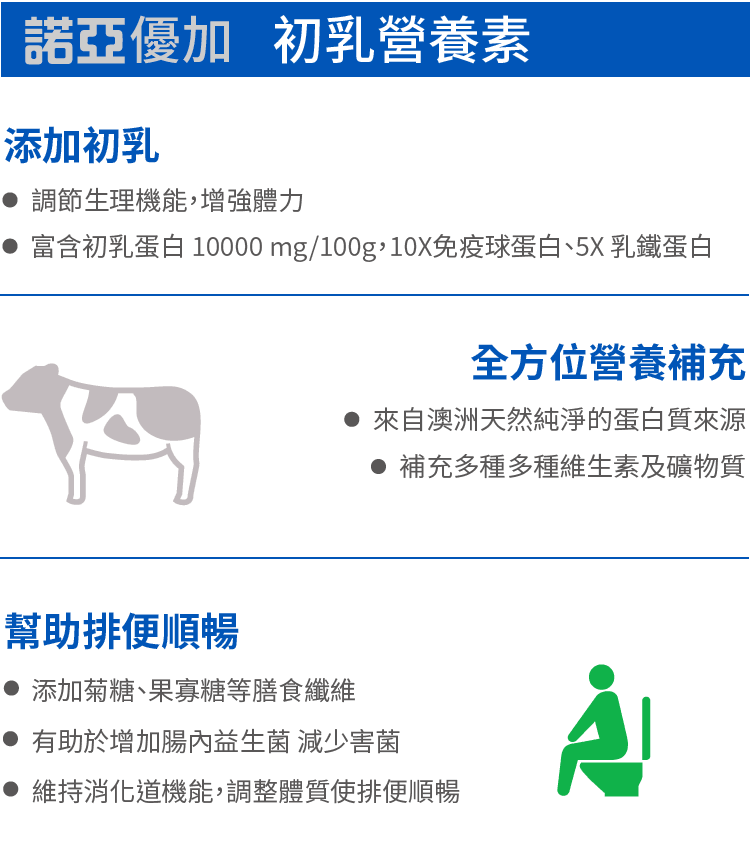 諾亞優加 初乳營養素
添加初乳
● 調節生理機能，增強體力
● 富含初乳蛋白 10000 mg/100g，10X免疫球蛋白、5X 乳鐵蛋白
全方位營養補充
● 來自澳洲天然純淨的蛋白質來源
● 補充多種多種維生素及礦物質
幫助排便順暢
● 添加菊糖、果寡糖等膳食纖維
● 有助於增加腸內益生菌 減少害菌
● 維持消化道機能，調整體質使排便順暢